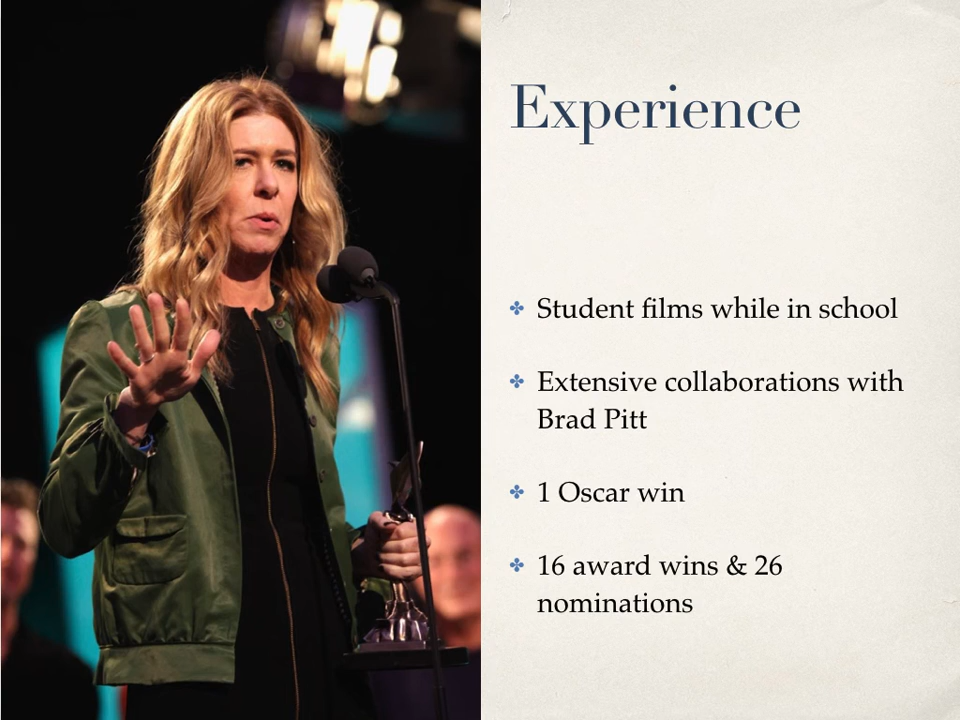 Experience
Student films while in school
Extensive collaborations with
Brad Pitt
1 Oscar win
16 award wins & 26
nominations